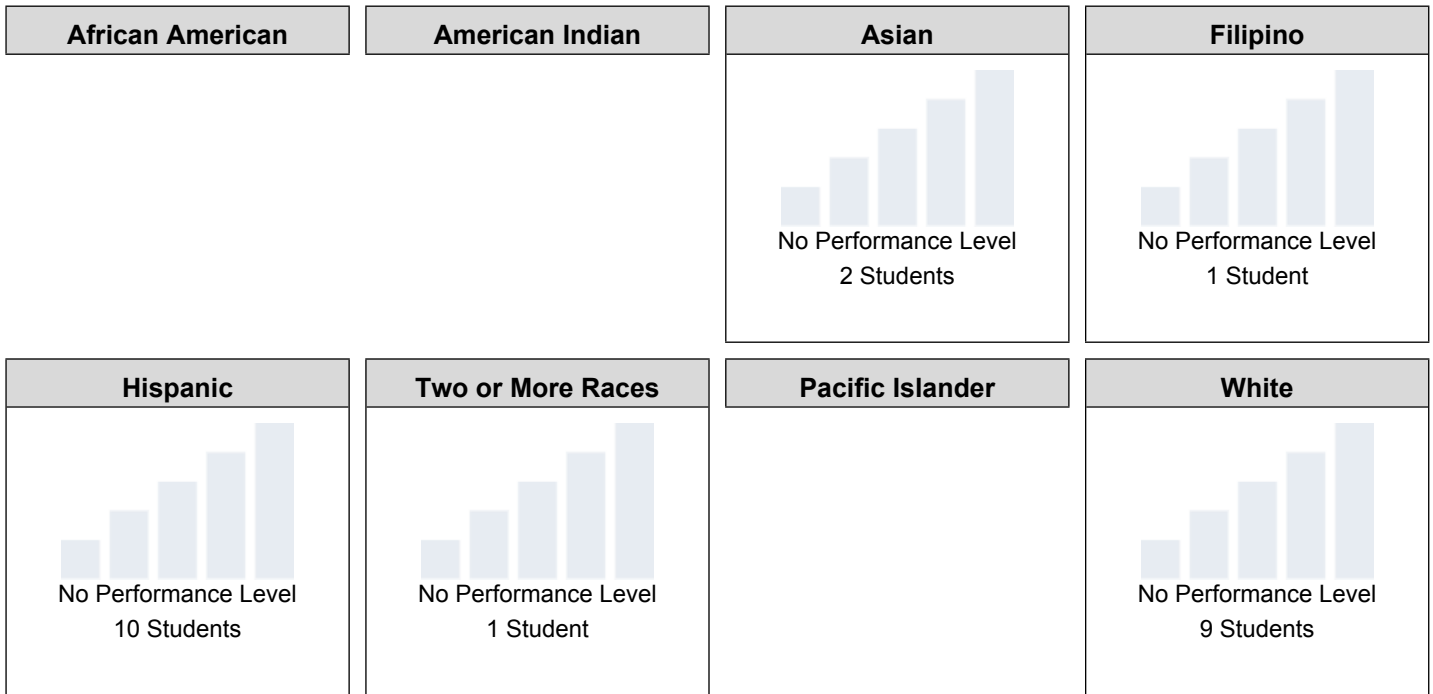 African American
American Indian
Asian
Filipino
No Performance Level
2 Students
No Performance Level
1 Student
Hispanic
Two or More Races
Pacific Islander
White
No Performance Level
10 Students
No Performance Level
1 Student
No Performance Level
9 Students